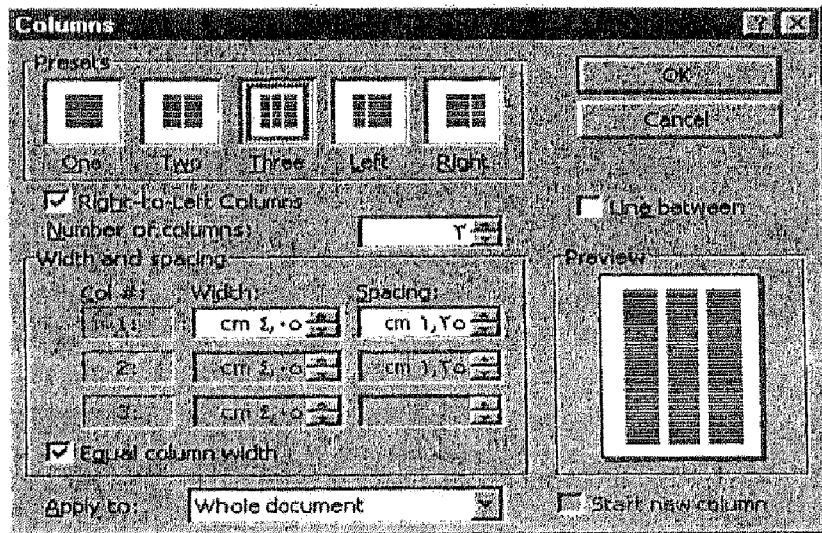 Columns
Presets
OK
One Two Three Left Right
Cancel
Right-to-Left Columns
Line between
Number of columns: ٣
Width and spacing
Preview
Col #: Width: Spacing:
1: cm ٤,٠٥ cm ١,٢٥
2: cm ٤,٠٥ cm ١,٢٥
3: cm ٤,٠٥
Equal column width
Apply to: Whole document
Start new column